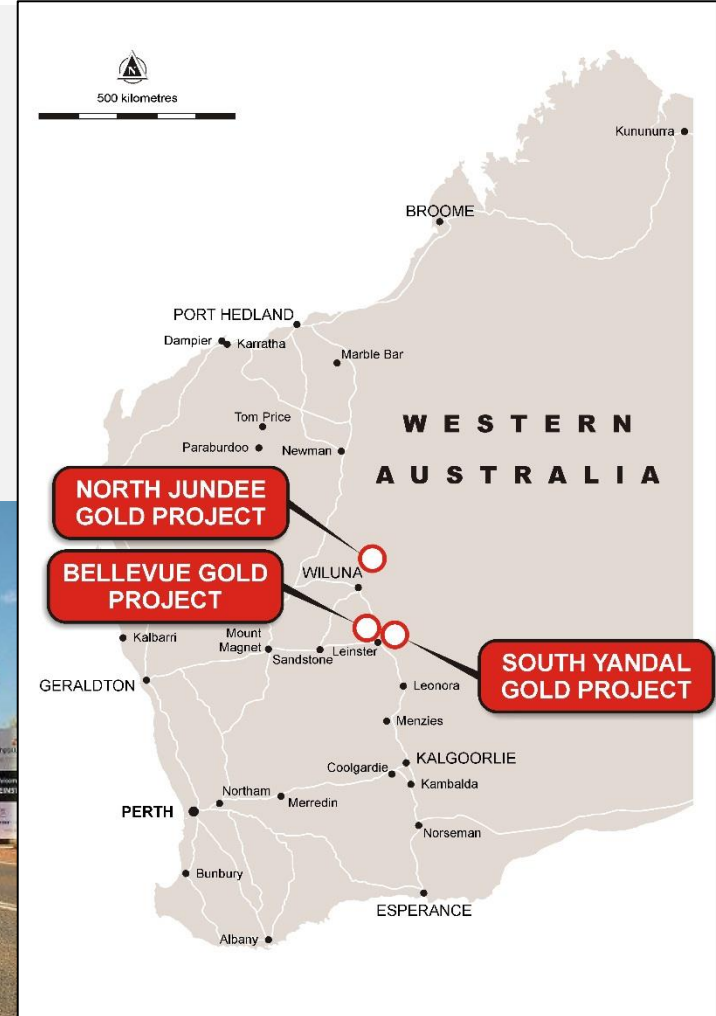 N
500 kilometres
Kununurra
BROOME
PORT HEDLAND
Dampier
Karratha
Marble Bar
Tom Price
WESTERN
AUSTRALIA
Paraburdoo
Newman
NORTH JUNDEE
GOLD PROJECT
WILUNA
BELLEVUE GOLD
PROJECT
Kalbarri
Mount
Magnet
Sandstone
Leinster
SOUTH YANDAL
GOLD PROJECT
GERALDTON
Leonora
Menzies
KALGOORLIE
Coolgardie
Kambalda
Northam
Merredin
PERTH
Norseman
Bunbury
ESPERANCE
Albany